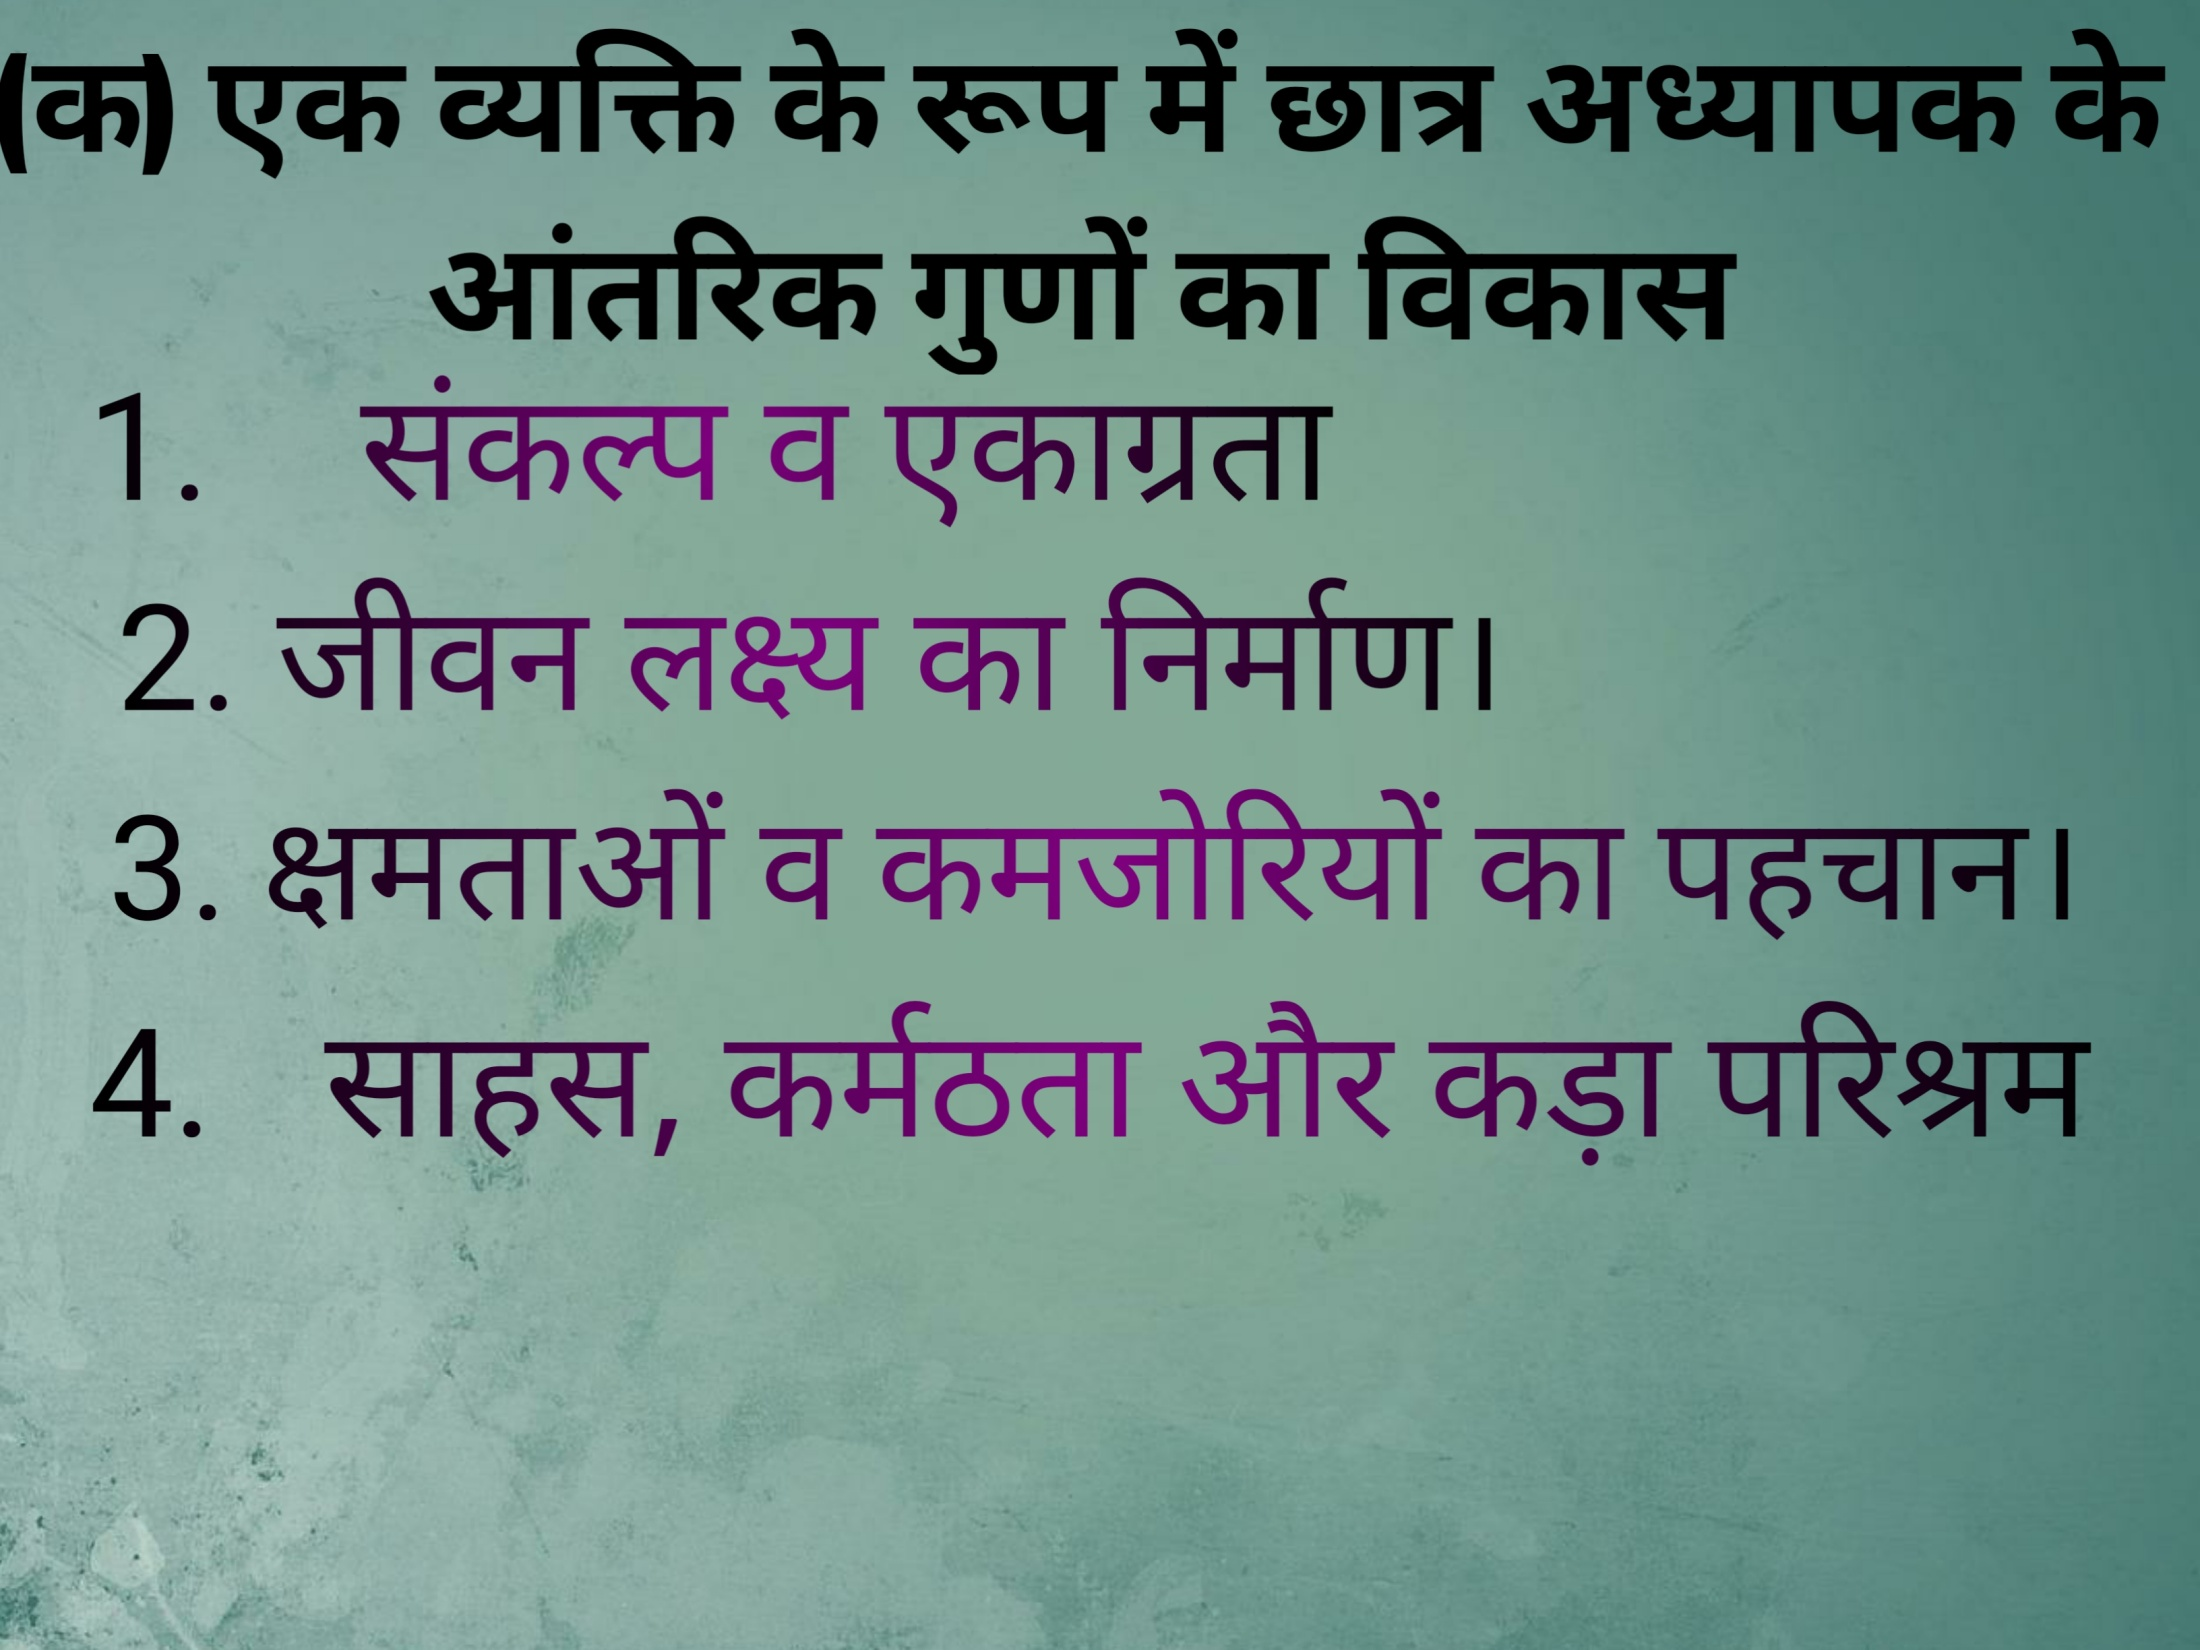 (क) एक व्यक्ति के रूप में छात्र अध्यापक के
आंतरिक गुणों का विकास
1. संकल्प व एकाग्रता
2. जीवन लक्ष्य का निर्माण।
3. क्षमताओं व कमजोरियों का पहचान।
4. साहस, कर्मठता और कड़ा परिश्रम